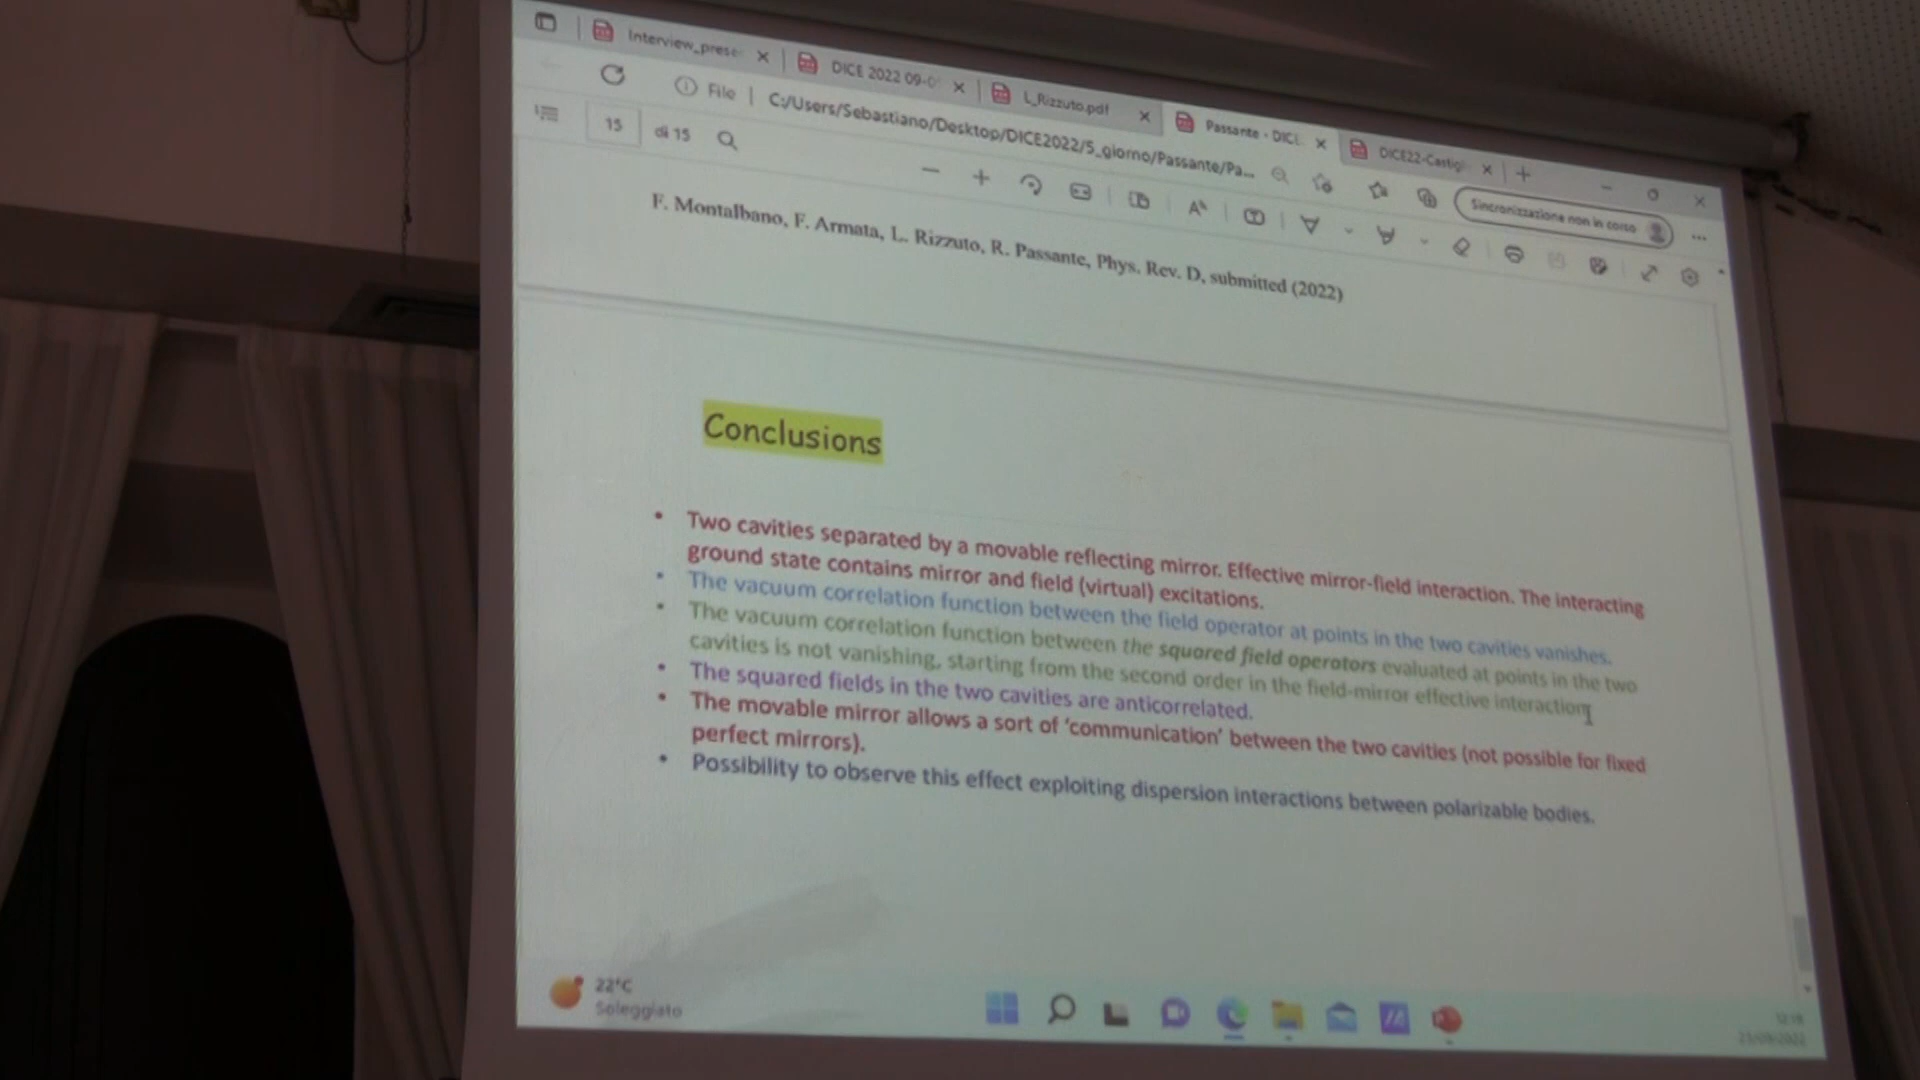 Interview_prese
DICE 2022 09-0
L_Rizzuto.pdf
Passante - DICE
DICE22-Castigl
File | C:/Users/Sebastiano/Desktop/DICE2022/5_giorno/Passante/Pa...
Sincronizzazione non in corso
15 di 15
F. Montalbano, F. Armata, L. Rizzuto, R. Passante, Phys. Rev. D, submitted (2022)
Conclusions
• Two cavities separated by a movable reflecting mirror. Effective mirror-field interaction. The interacting
ground state contains mirror and field (virtual) excitations.
• The vacuum correlation function between the field operator at points in the two cavities vanishes.
• The vacuum correlation function between the squared field operators evaluated at points in the two
cavities is not vanishing, starting from the second order in the field-mirror effective interaction.
• The squared fields in the two cavities are anticorrelated.
• The movable mirror allows a sort of ‘communication’ between the two cavities (not possible for fixed
perfect mirrors).
• Possibility to observe this effect exploiting dispersion interactions between polarizable bodies.
22°C
Soleggiato